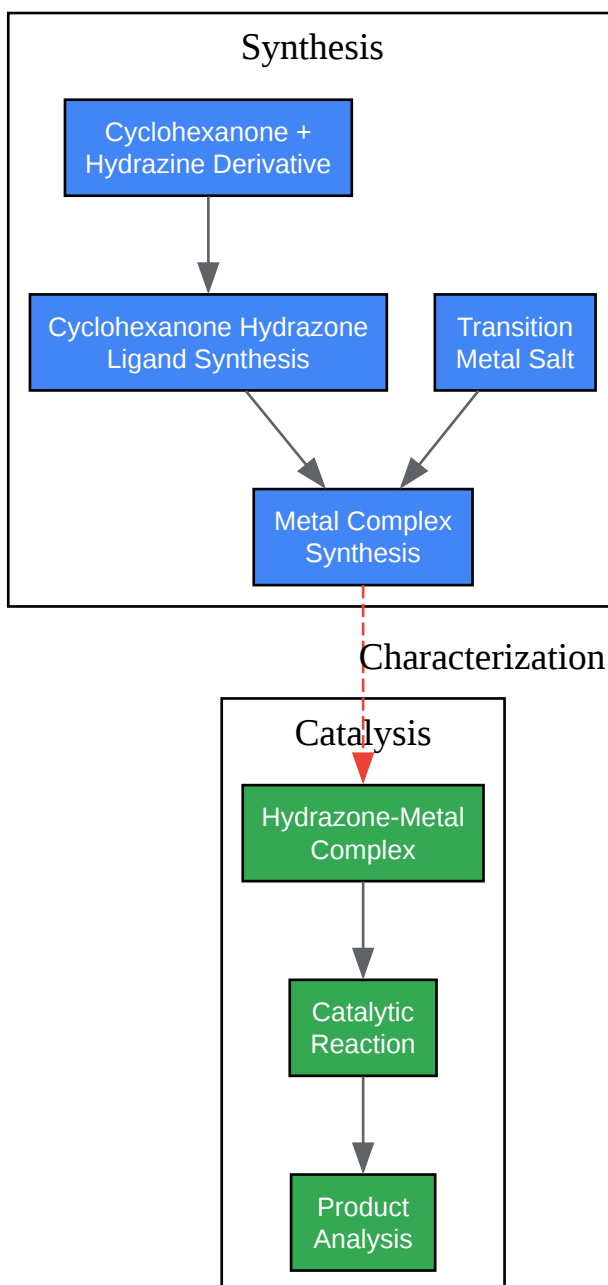 Synthesis
Cyclohexanone +
Hydrazine Derivative
Cyclohexanone Hydrazone
Ligand Synthesis
Transition
Metal Salt
Metal Complex
Synthesis
Characterization
Catalysis
Hydrazone-Metal
Complex
Catalytic
Reaction
Product
Analysis